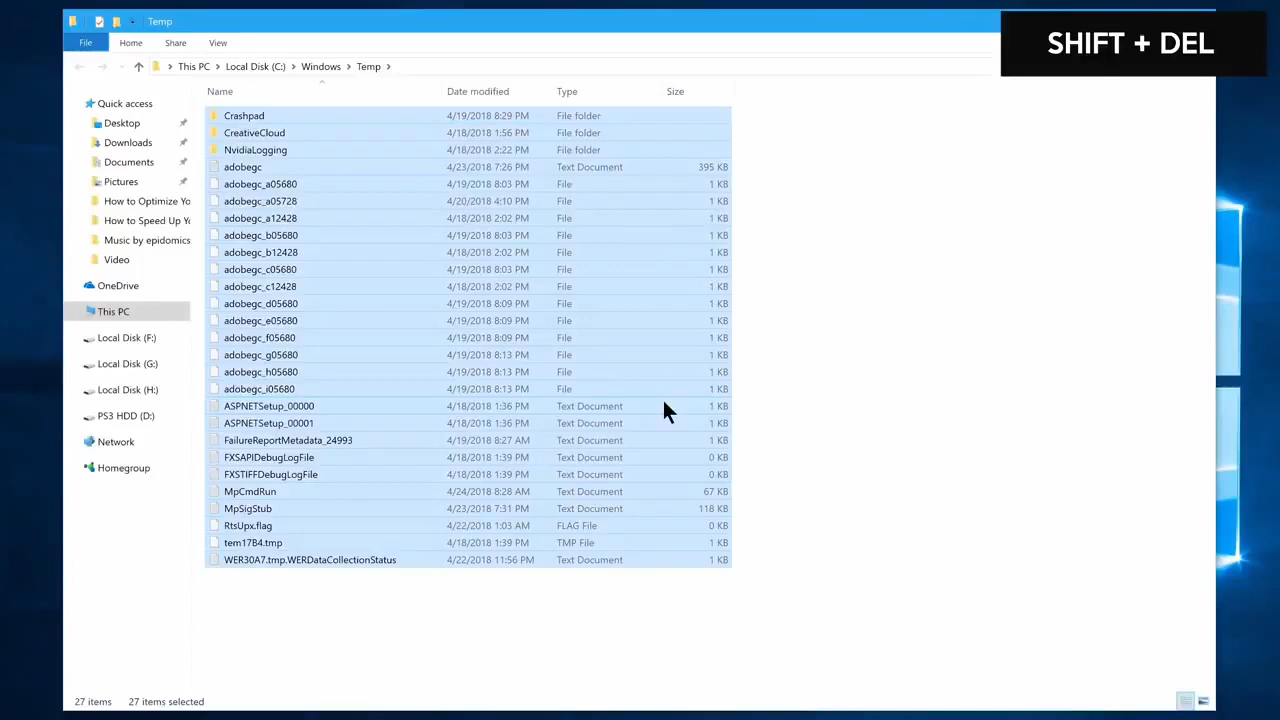 Temp
SHIFT + DEL
File Home Share View
This PC Local Disk (C:) Windows Temp
Name Date modified Type Size
Quick access
Desktop
Downloads
Documents
Pictures
How to Optimize Yo
How to Speed Up Yo
Music by epidomics
Video
OneDrive
This PC
Local Disk (F:)
Local Disk (G:)
Local Disk (H:)
PS3 HDD (D:)
Network
Homegroup
Crashpad 4/19/2018 8:29 PM File folder
CreativeCloud 4/18/2018 1:56 PM File folder
NvidiaLogging 4/18/2018 2:22 PM File folder
adobegc 4/23/2018 7:26 PM Text Document 395 KB
adobegc_a05680 4/19/2018 8:03 PM File 1 KB
adobegc_a05728 4/20/2018 4:10 PM File 1 KB
adobegc_a12428 4/18/2018 2:02 PM File 1 KB
adobegc_b05680 4/19/2018 8:03 PM File 1 KB
adobegc_b12428 4/18/2018 2:02 PM File 1 KB
adobegc_c05680 4/19/2018 8:03 PM File 1 KB
adobegc_c12428 4/18/2018 2:02 PM File 1 KB
adobegc_d05680 4/19/2018 8:09 PM File 1 KB
adobegc_e05680 4/19/2018 8:09 PM File 1 KB
adobegc_f05680 4/19/2018 8:09 PM File 1 KB
adobegc_g05680 4/19/2018 8:13 PM File 1 KB
adobegc_h05680 4/19/2018 8:13 PM File 1 KB
adobegc_i05680 4/19/2018 8:13 PM File 1 KB
ASPNETSetup_00000 4/18/2018 1:36 PM Text Document 1 KB
ASPNETSetup_00001 4/18/2018 1:36 PM Text Document 1 KB
FailureReportMetadata_24993 4/19/2018 8:27 AM Text Document 1 KB
FXSAPIDebugLogFile 4/18/2018 1:39 PM Text Document 0 KB
FXSTIFFDebugLogFile 4/18/2018 1:39 PM Text Document 0 KB
MpCmdRun 4/24/2018 8:28 AM Text Document 67 KB
MpSigStub 4/23/2018 7:31 PM Text Document 118 KB
RtsUpx.flag 4/22/2018 1:03 AM FLAG File 0 KB
tem17B4.tmp 4/18/2018 1:39 PM TMP File 1 KB
WER30A7.tmp.WERDataCollectionStatus 4/22/2018 11:56 PM Text Document 1 KB
27 items 27 items selected